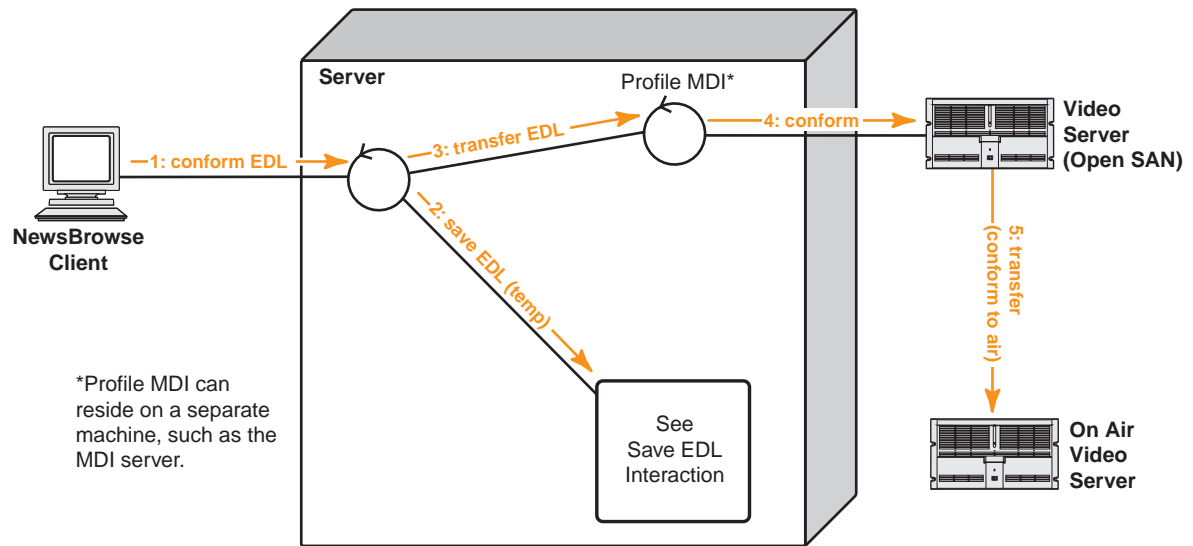 Server
Profile MDI*
1: conform EDL
3: transfer EDL
4: conform
2: save EDL (temp)
Video
Server
(Open SAN)
NewsBrowse
Client
5: transfer
(conform to air)
*Profile MDI can
reside on a separate
machine, such as the
MDI server.
See
Save EDL
Interaction
On Air
Video
Server